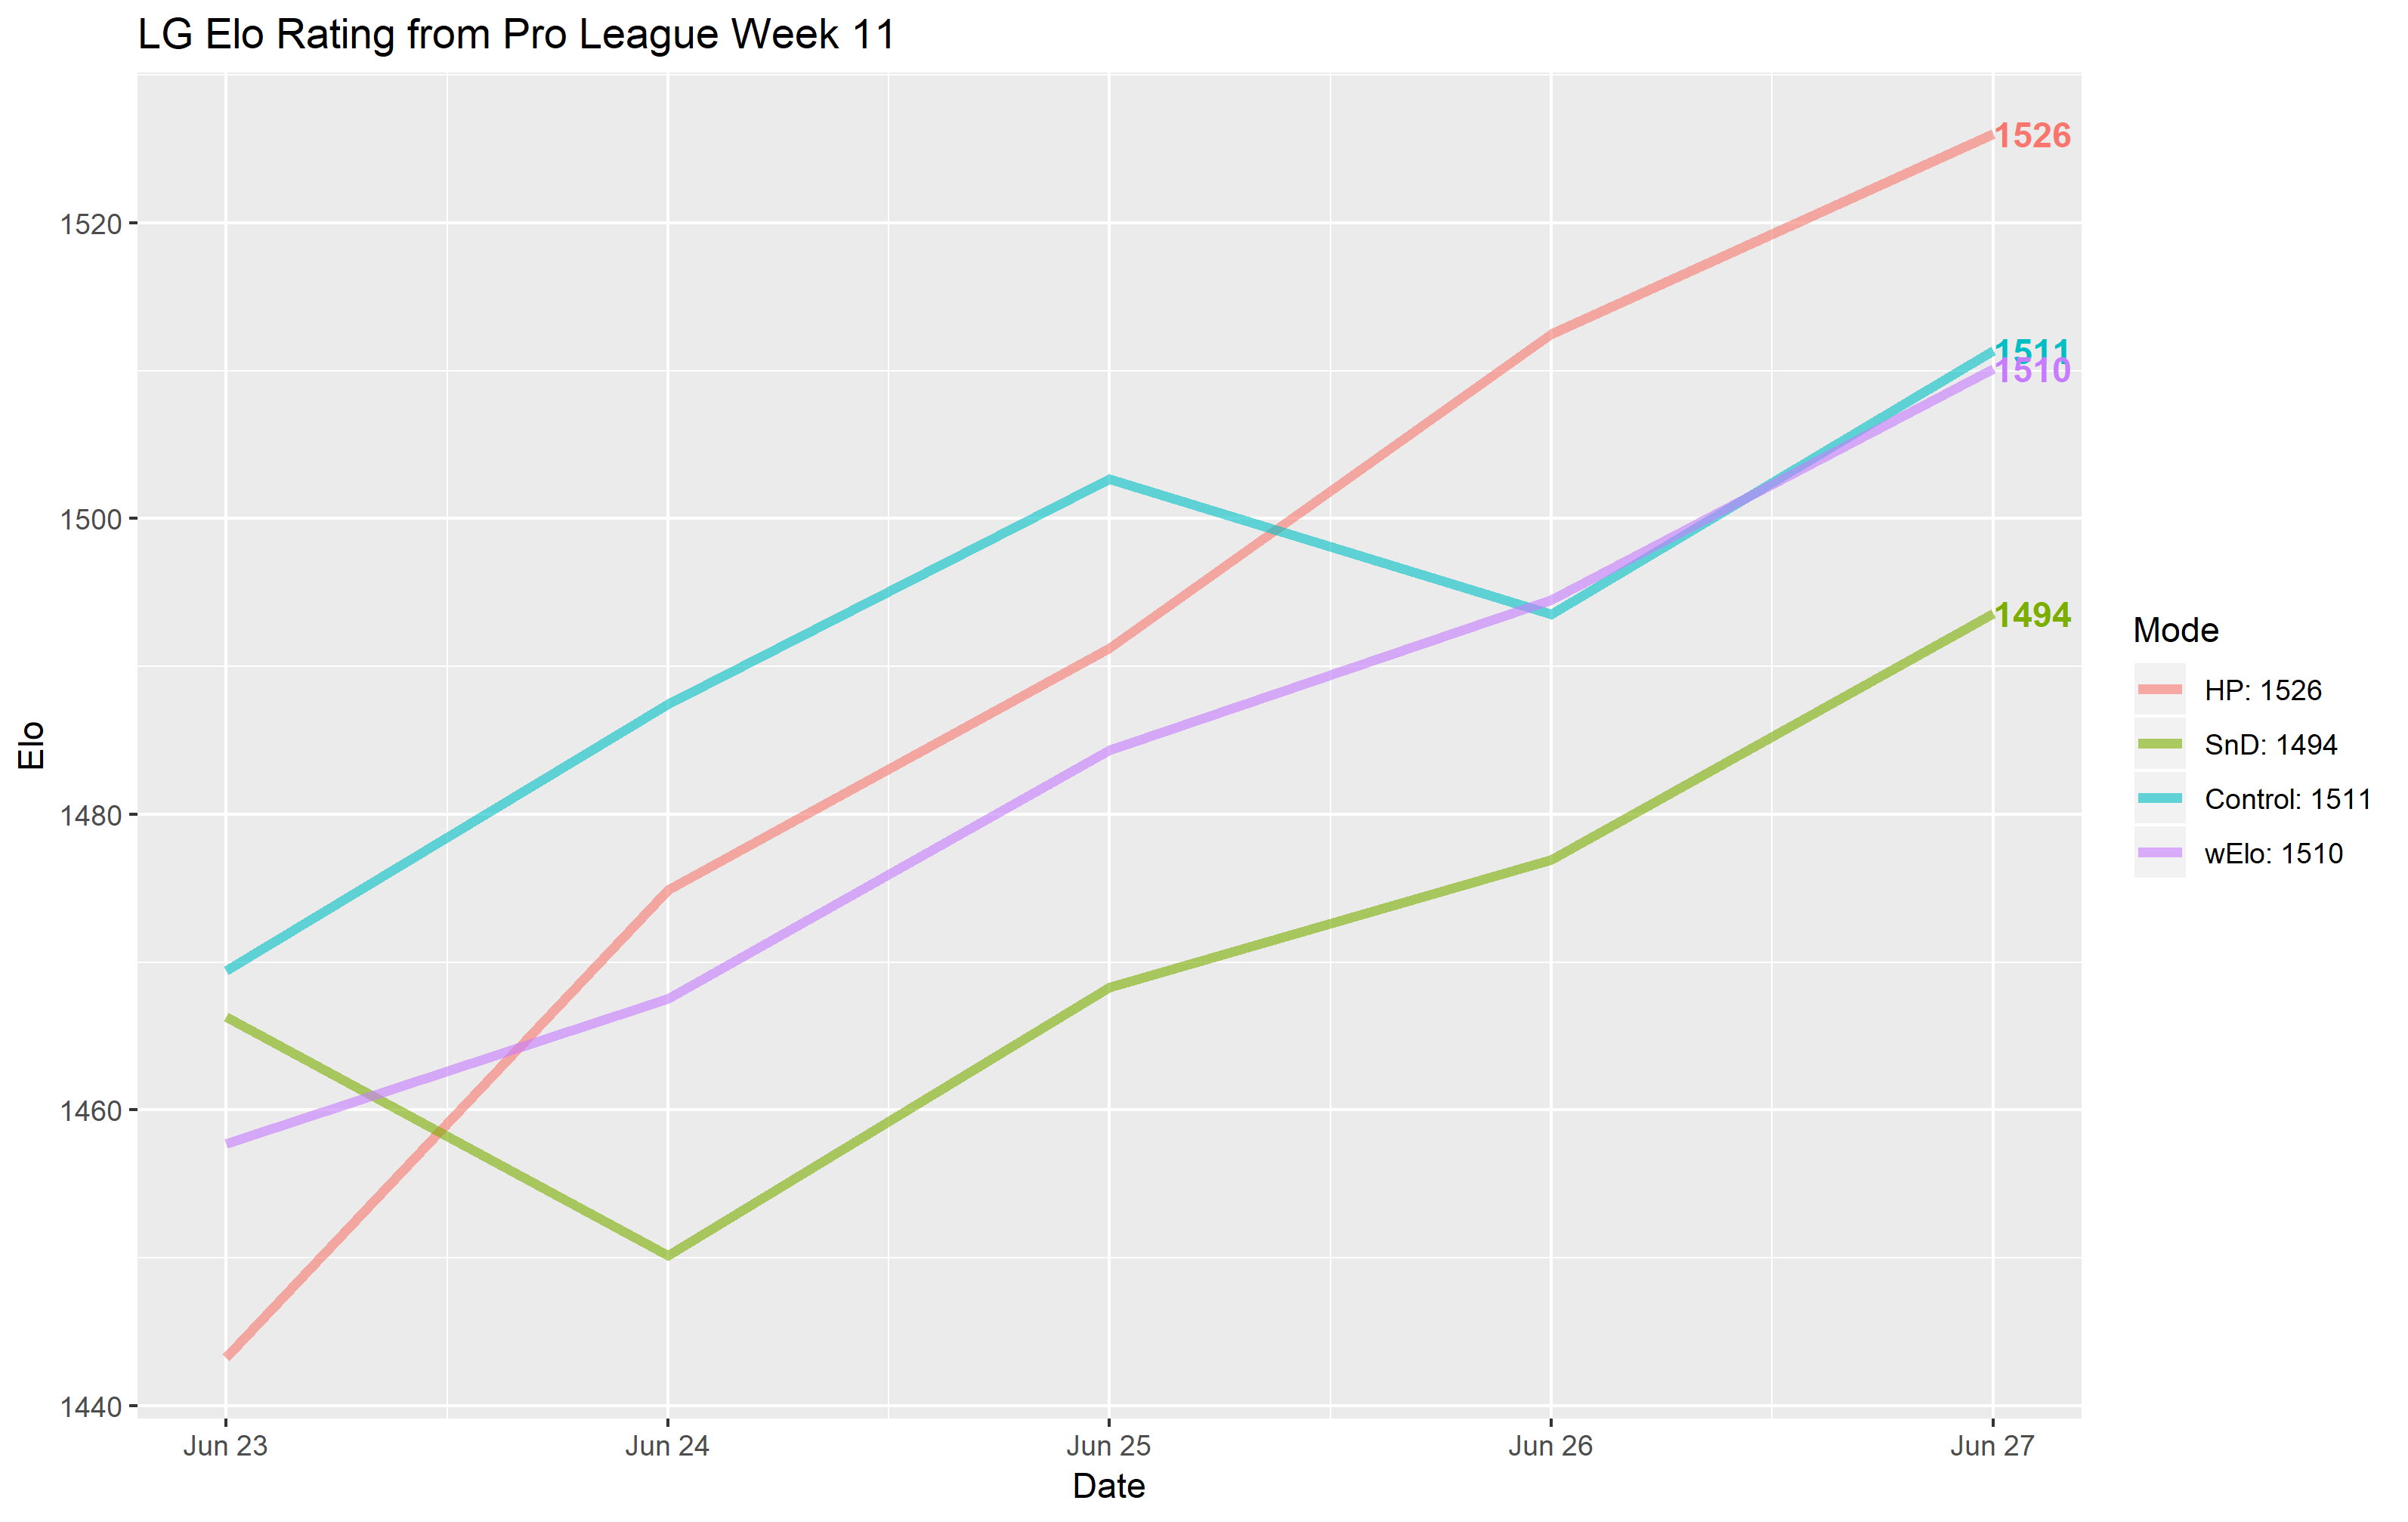 LG Elo Rating from Pro League Week 11
1526
1520
1511
1510
1500
1494
1480
1460
1440
Elo
Mode
HP: 1526
SnD: 1494
Control: 1511
wElo: 1510
Jun 23
Jun 24
Jun 25
Jun 26
Jun 27
Date